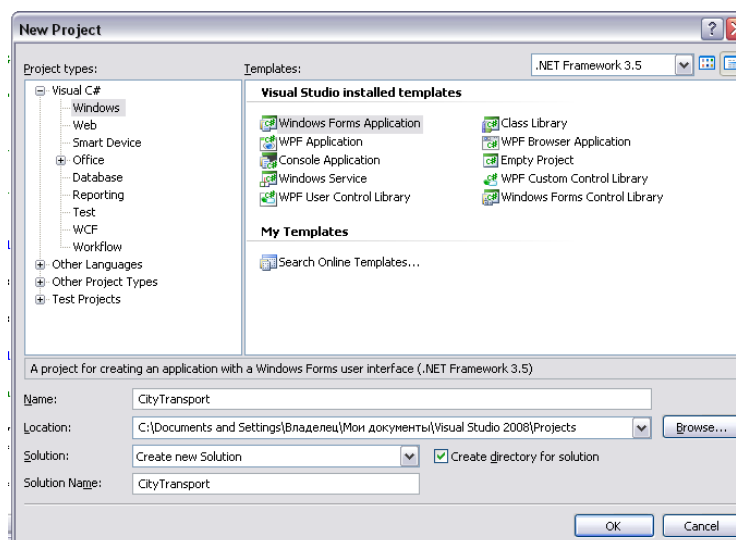 New Project
Project types:
Templates:
.NET Framework 3.5
Visual C#
Windows
Web
Smart Device
Office
Database
Reporting
Test
WCF
Workflow
Other Languages
Other Project Types
Test Projects
Visual Studio installed templates
Windows Forms Application
Class Library
WPF Application
WPF Browser Application
Console Application
Empty Project
Windows Service
WPF Custom Control Library
WPF User Control Library
Windows Forms Control Library
My Templates
Search Online Templates...
A project for creating an application with a Windows Forms user interface (.NET Framework 3.5)
Name: CityTransport
Location: C:\Documents and Settings\Владелец\Мои документы\Visual Studio 2008\Projects Browse...
Solution: Create new Solution Create directory for solution
Solution Name: CityTransport
OK Cancel